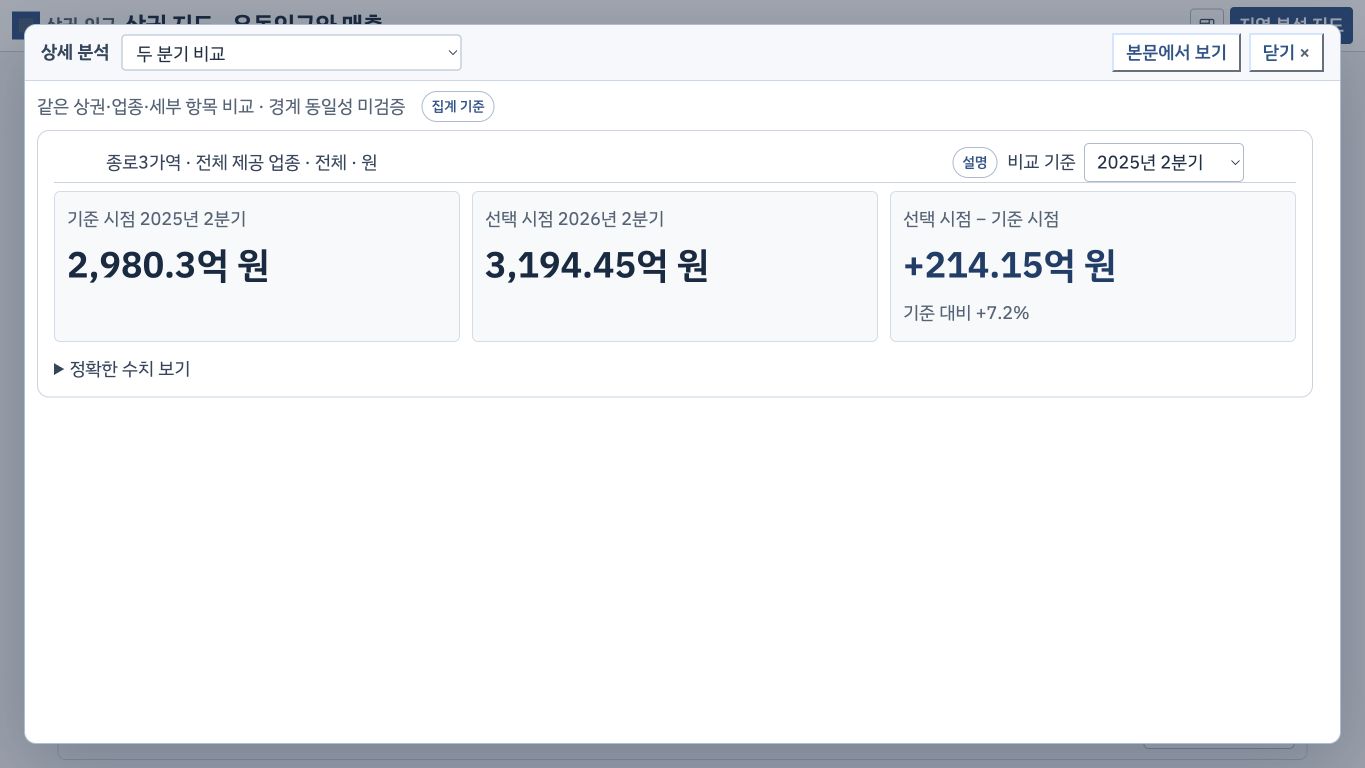 상세 분석
두 분기 비교
본문에서 보기
닫기 ×
같은 상권·업종·세부 항목 비교 · 경계 동일성 미검증
집계 기준
종로3가역 · 전체 제공 업종 · 전체 · 원
설명
비교 기준
2025년 2분기
기준 시점 2025년 2분기
2,980.3억 원
선택 시점 2026년 2분기
3,194.45억 원
선택 시점 – 기준 시점
+214.15억 원
기준 대비 +7.2%
▶ 정확한 수치 보기